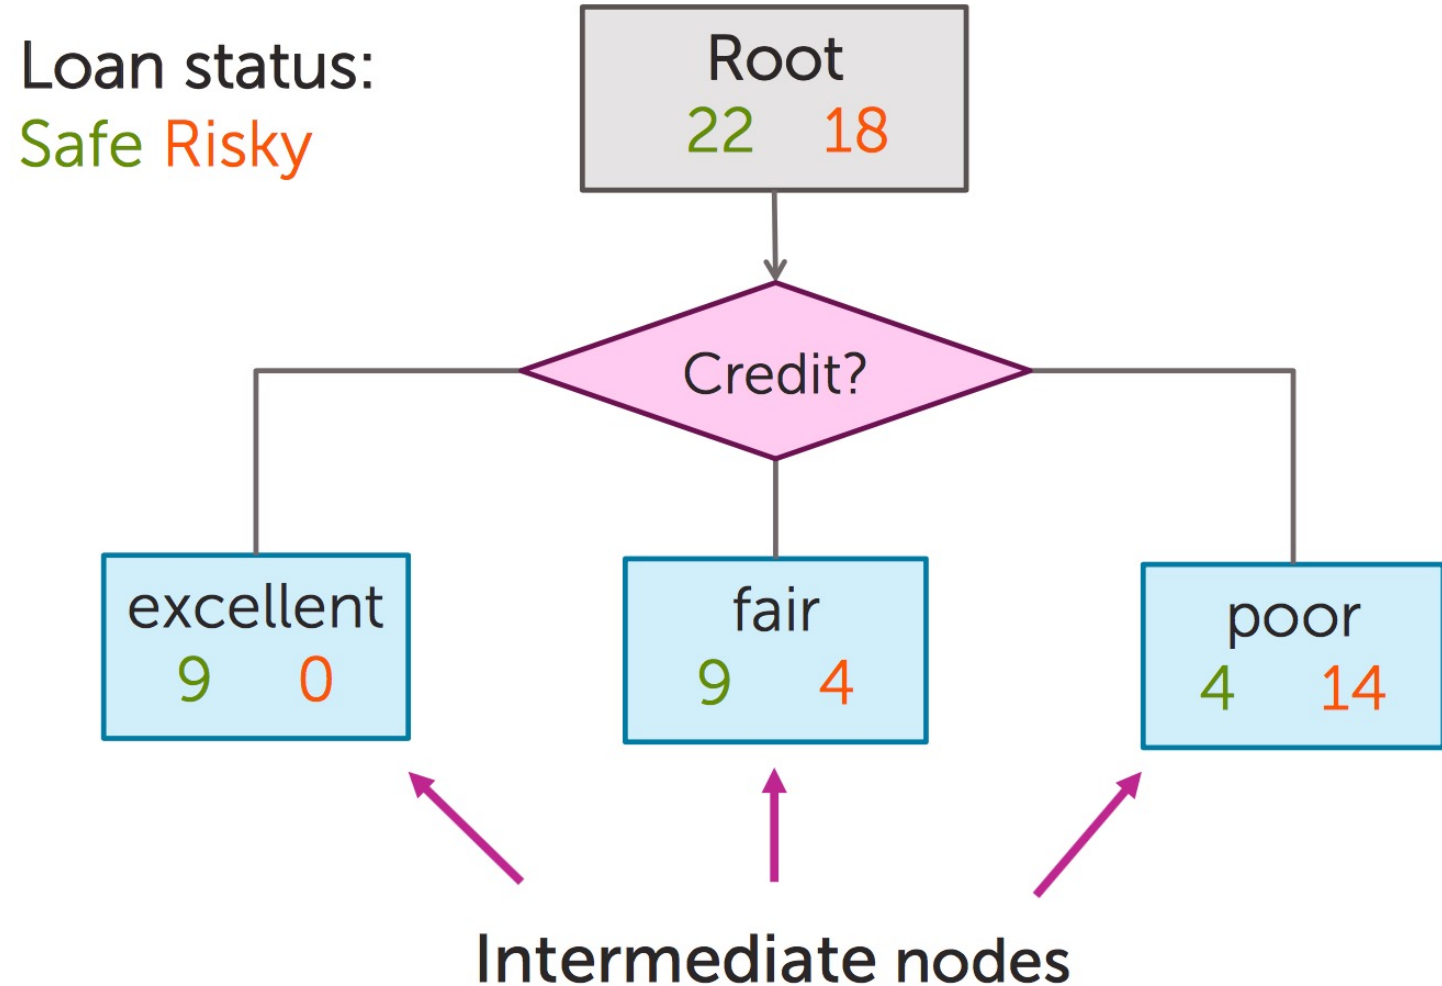 Loan status:
Safe Risky
Root
22 18
Credit?
excellent
9 0
fair
9 4
poor
4 14
Intermediate nodes